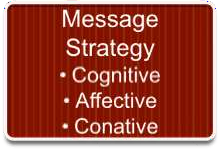 Message
Strategy
• Cognitive
• Affective
• Conative